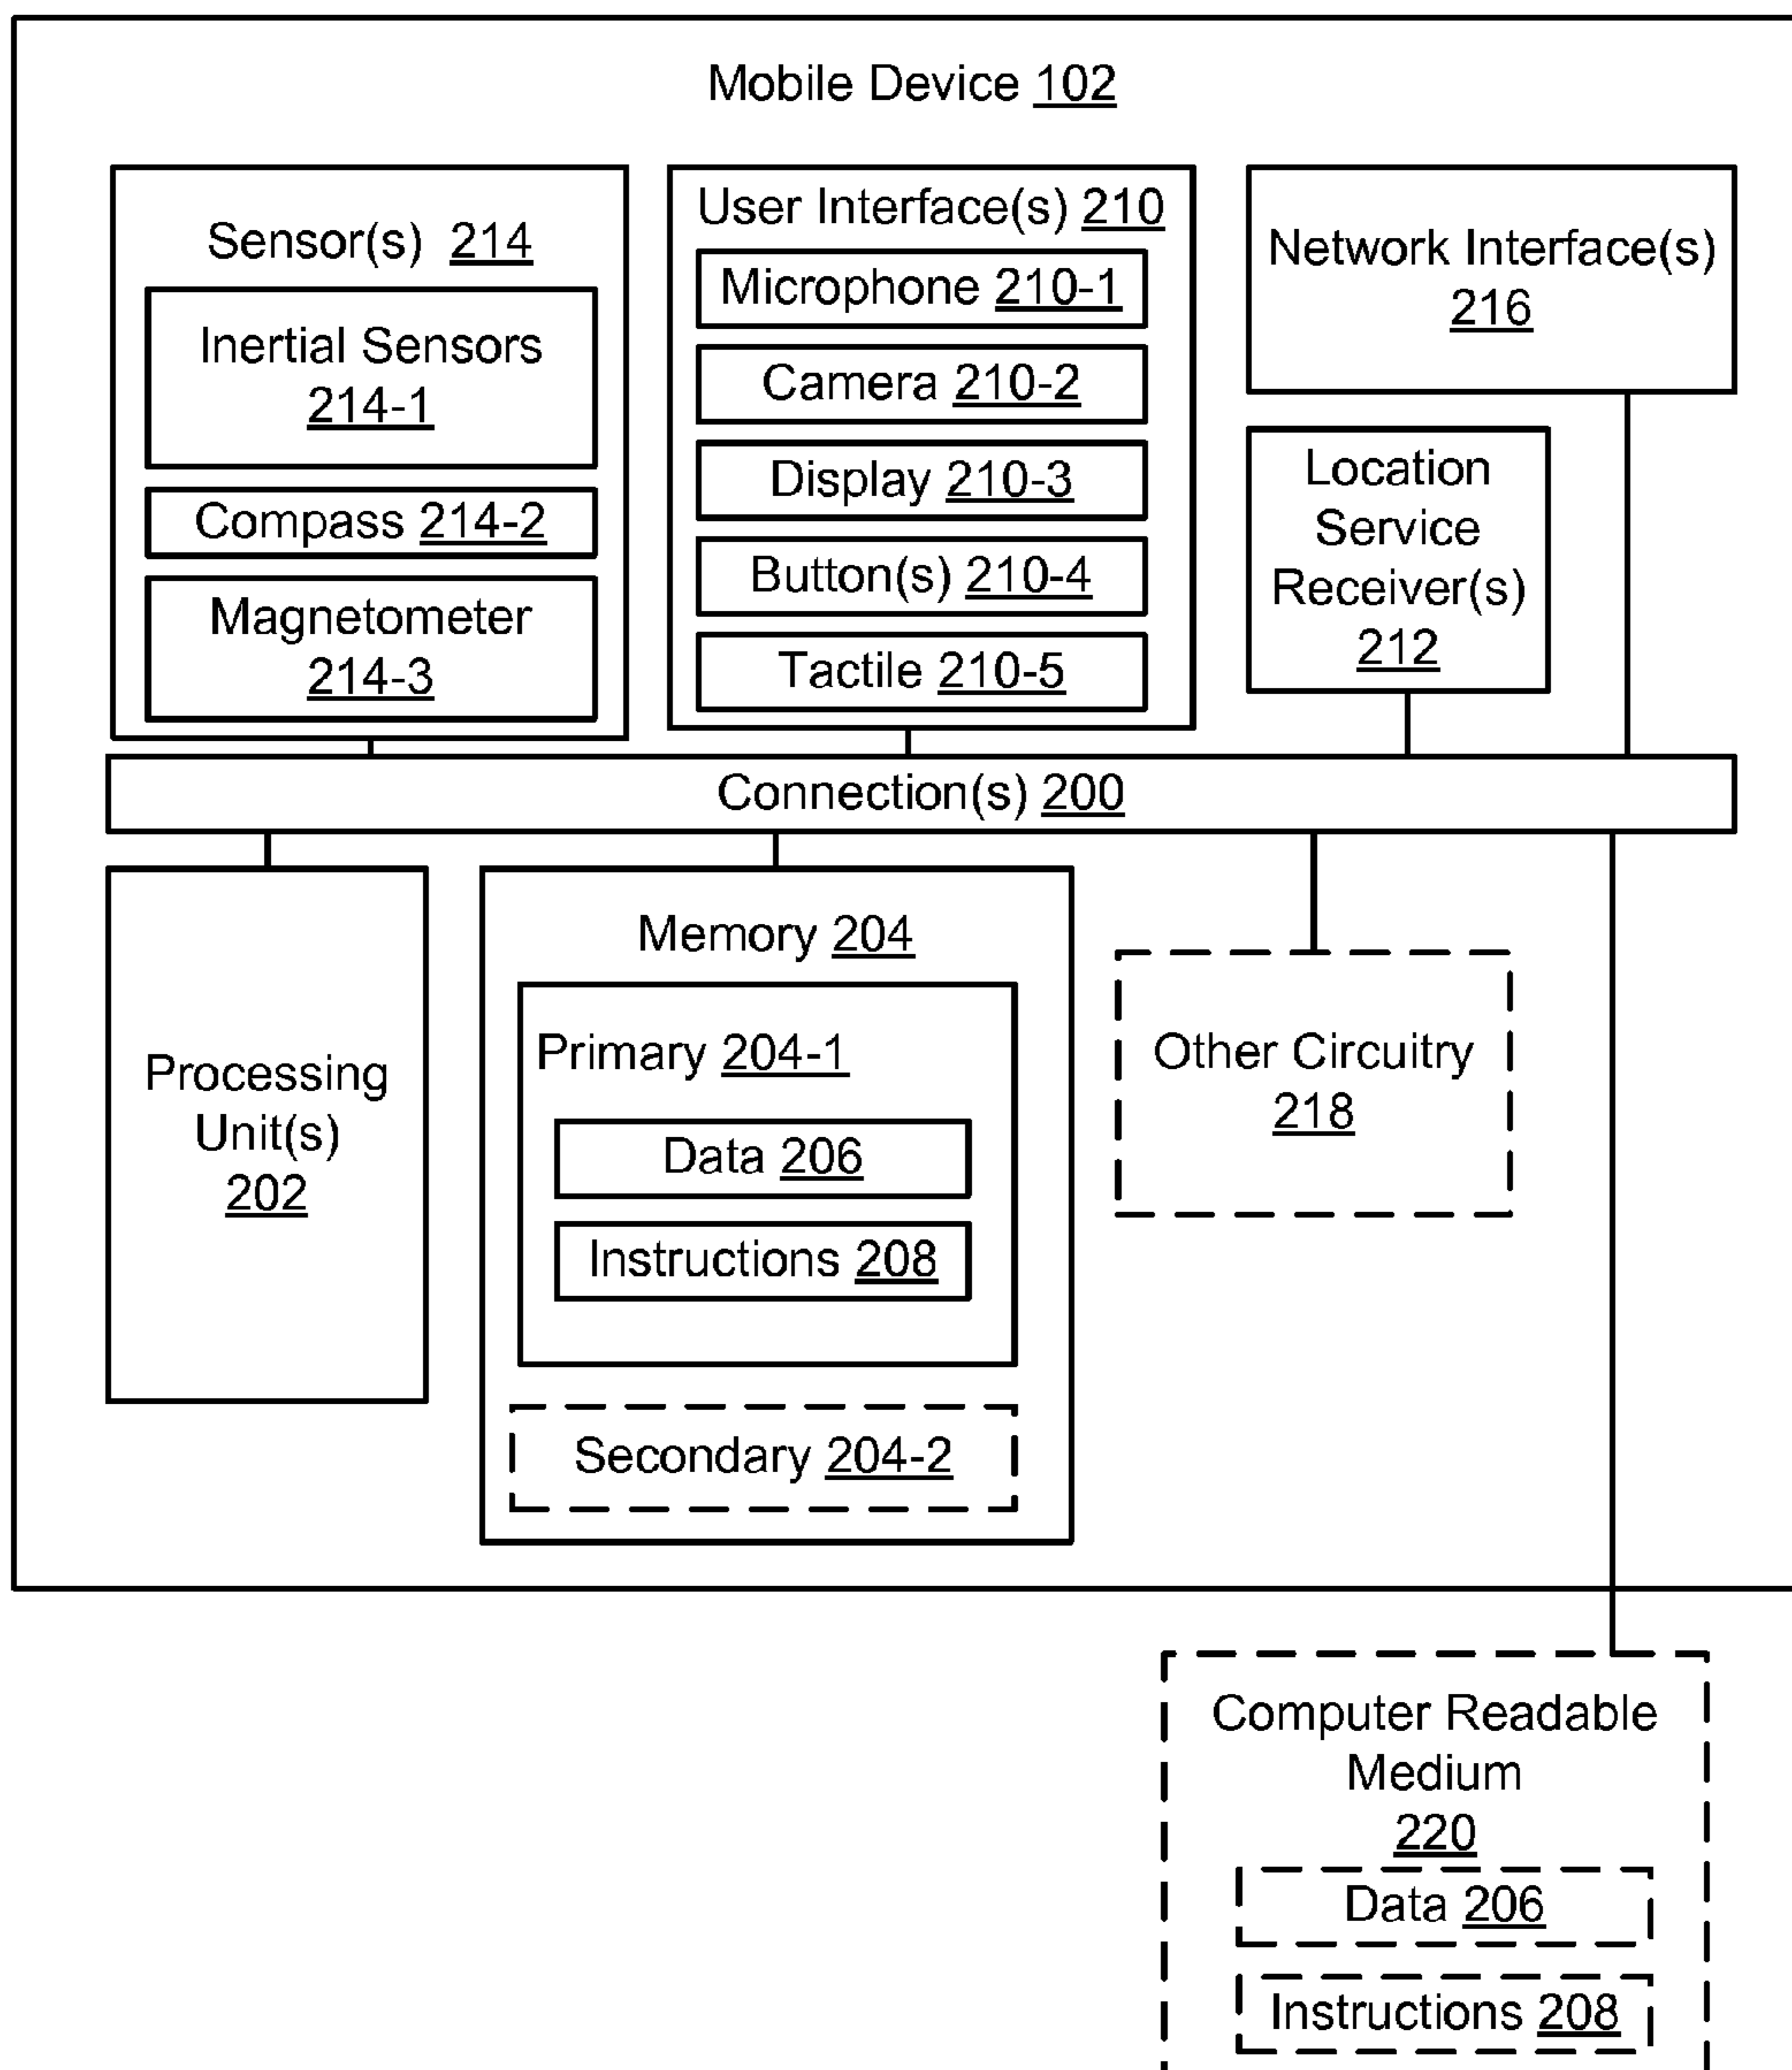 Mobile Device 102
Sensor(s) 214
Inertial Sensors
214-1
Compass 214-2
Magnetometer
214-3
User Interface(s) 210
Microphone 210-1
Camera 210-2
Display 210-3
Button(s) 210-4
Tactile 210-5
Network Interface(s)
216
Location
Service
Receiver(s)
212
Connection(s) 200
Processing
Unit(s)
202
Memory 204
Primary 204-1
Data 206
Instructions 208
Secondary 204-2
Other Circuitry
218
Computer Readable
Medium
220
Data 206
Instructions 208